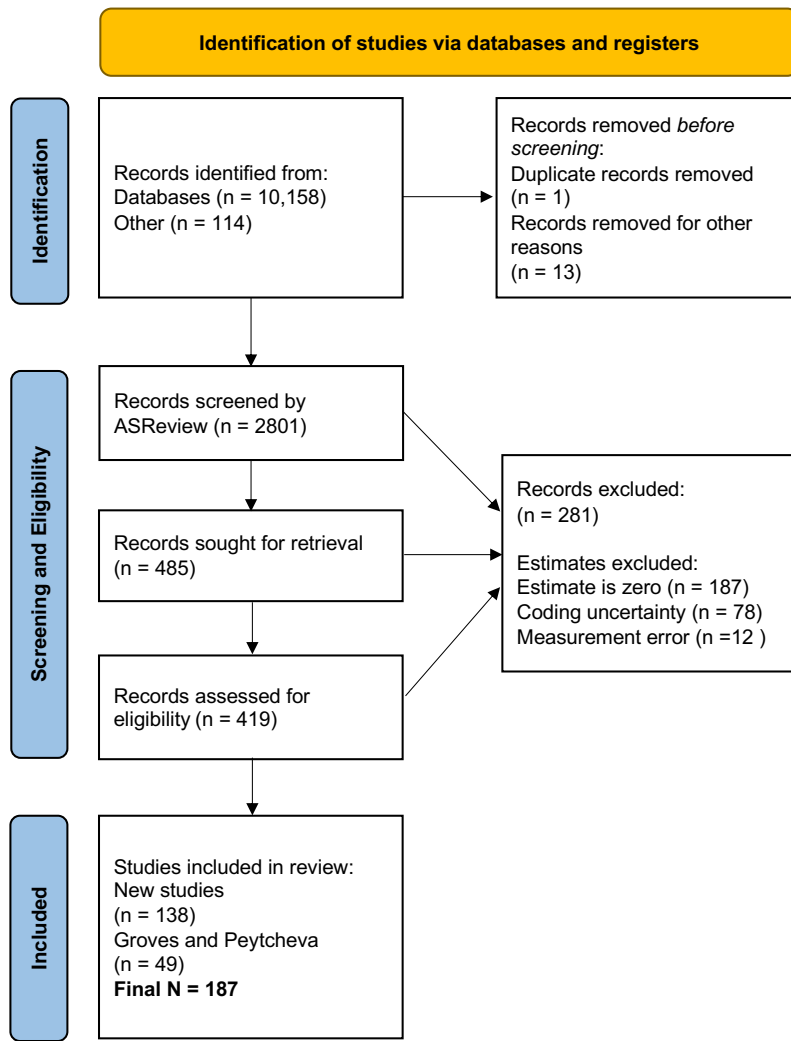 Identification of studies via databases and registers
Identification
Records identified from:
Databases (n = 10,158)
Other (n = 114)
Records removed before
screening:
Duplicate records removed
(n = 1)
Records removed for other
reasons
(n = 13)
Screening and Eligibility
Records screened by
ASReview (n = 2801)
Records sought for retrieval
(n = 485)
Records assessed for
eligibility (n = 419)
Records excluded:
(n = 281)
Estimates excluded:
Estimate is zero (n = 187)
Coding uncertainty (n = 78)
Measurement error (n =12 )
Included
Studies included in review:
New studies
(n = 138)
Groves and Peytcheva
(n = 49)
Final N = 187